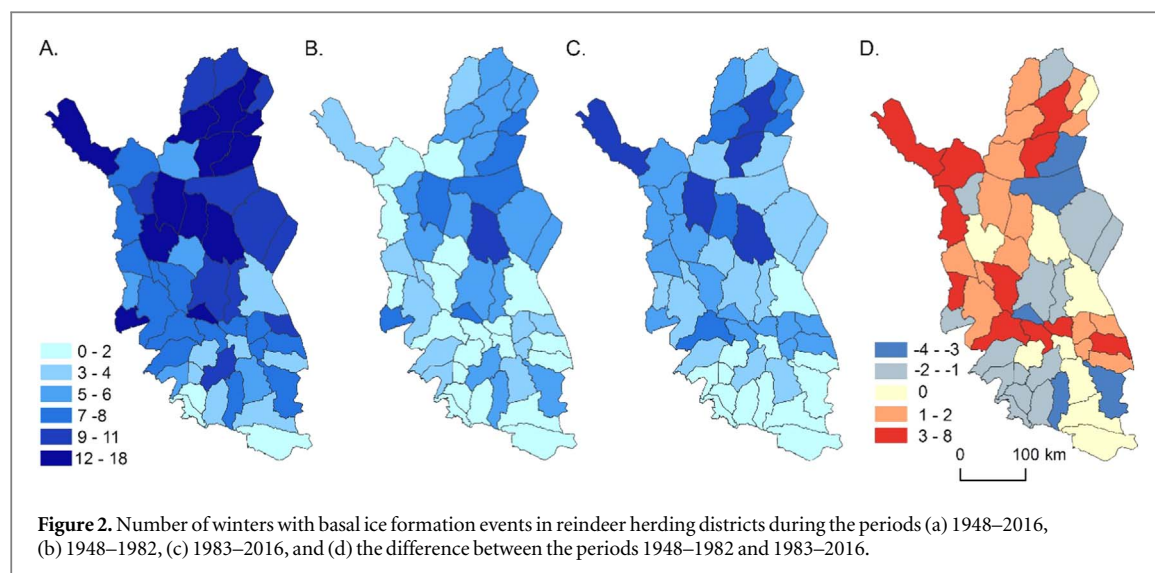 A.
B.
C.
D.
0 - 2
3 - 4
5 - 6
7 - 8
9 - 11
12 - 18
-4 - -3
-2 - -1
0
1 - 2
3 - 8
0 100 km
Figure 2. Number of winters with basal ice formation events in reindeer herding districts during the periods (a) 1948–2016,
(b) 1948–1982, (c) 1983–2016, and (d) the difference between the periods 1948–1982 and 1983–2016.